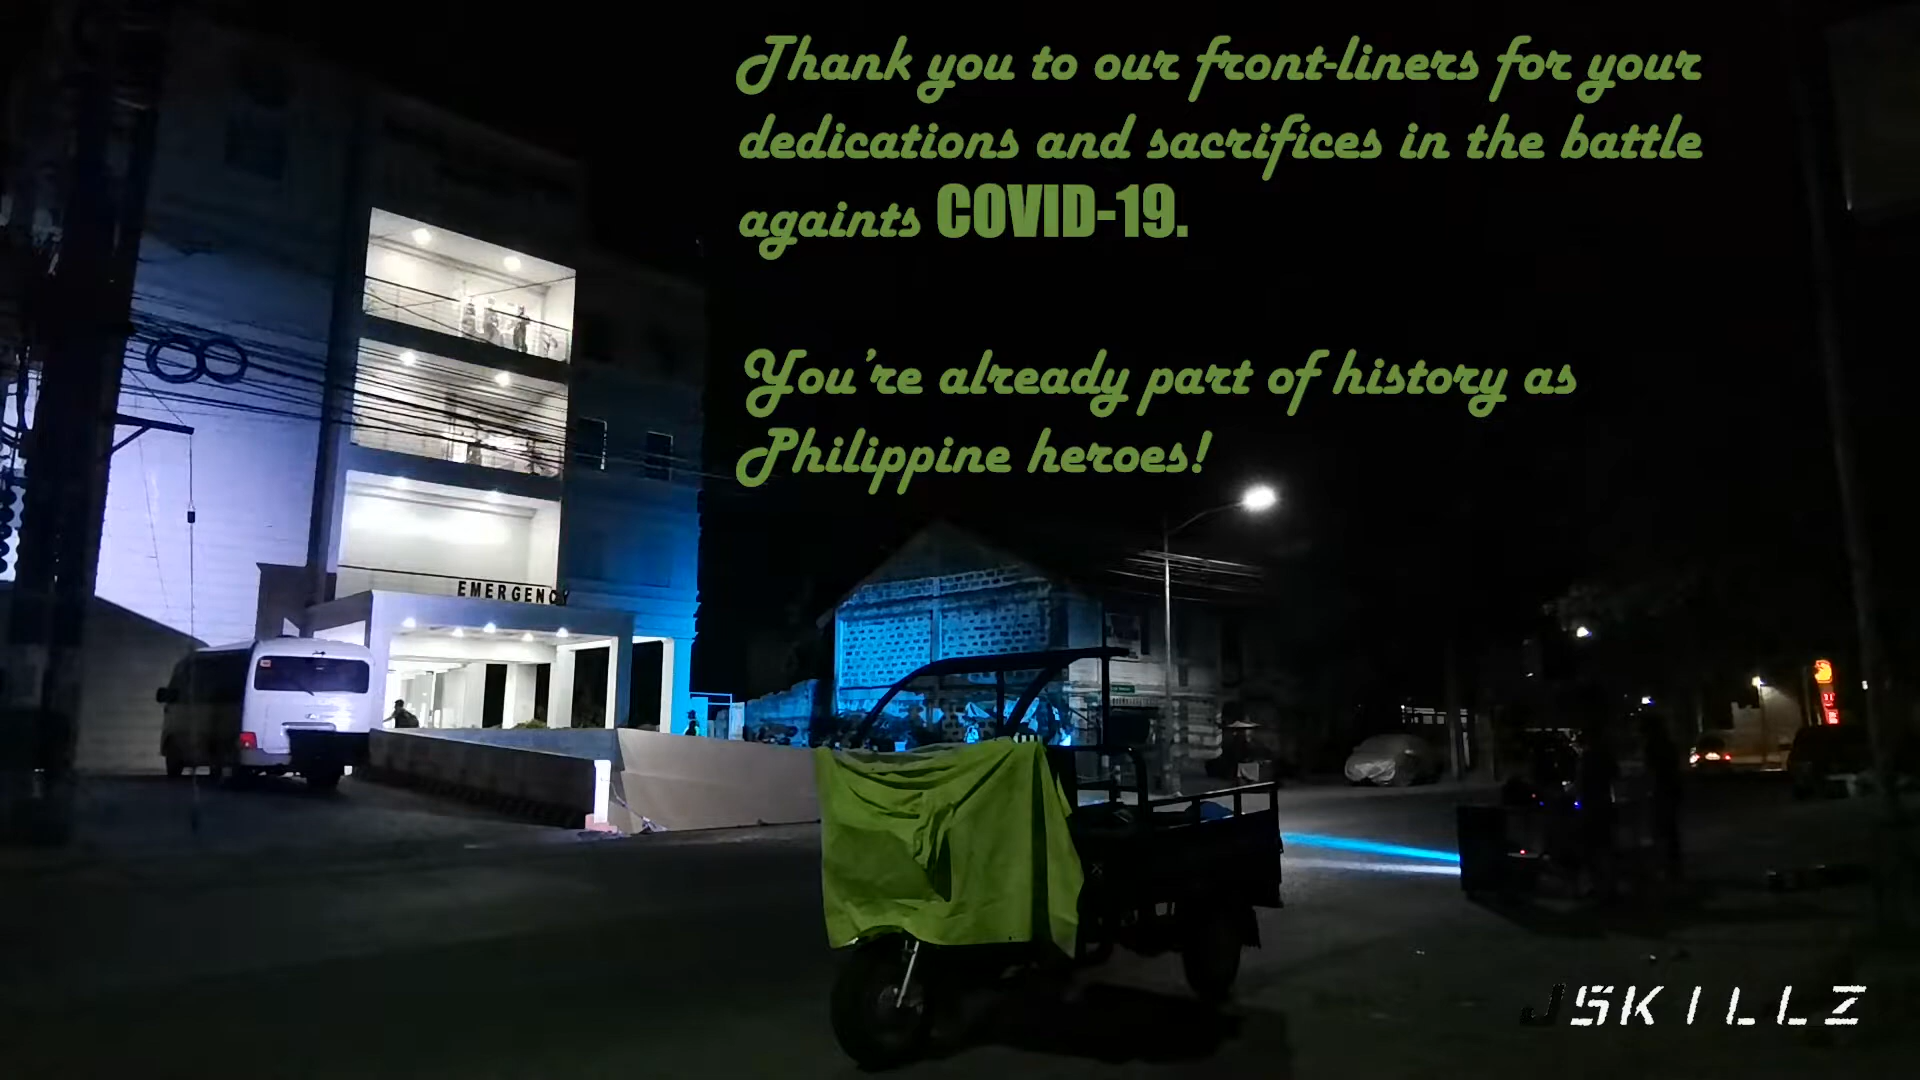 Thank you to our front-liners for your
dedications and sacrifices in the battle
againts COVID-19.
You're already part of history as
Philippine heroes!
EMERGENCY
JSKILLZ